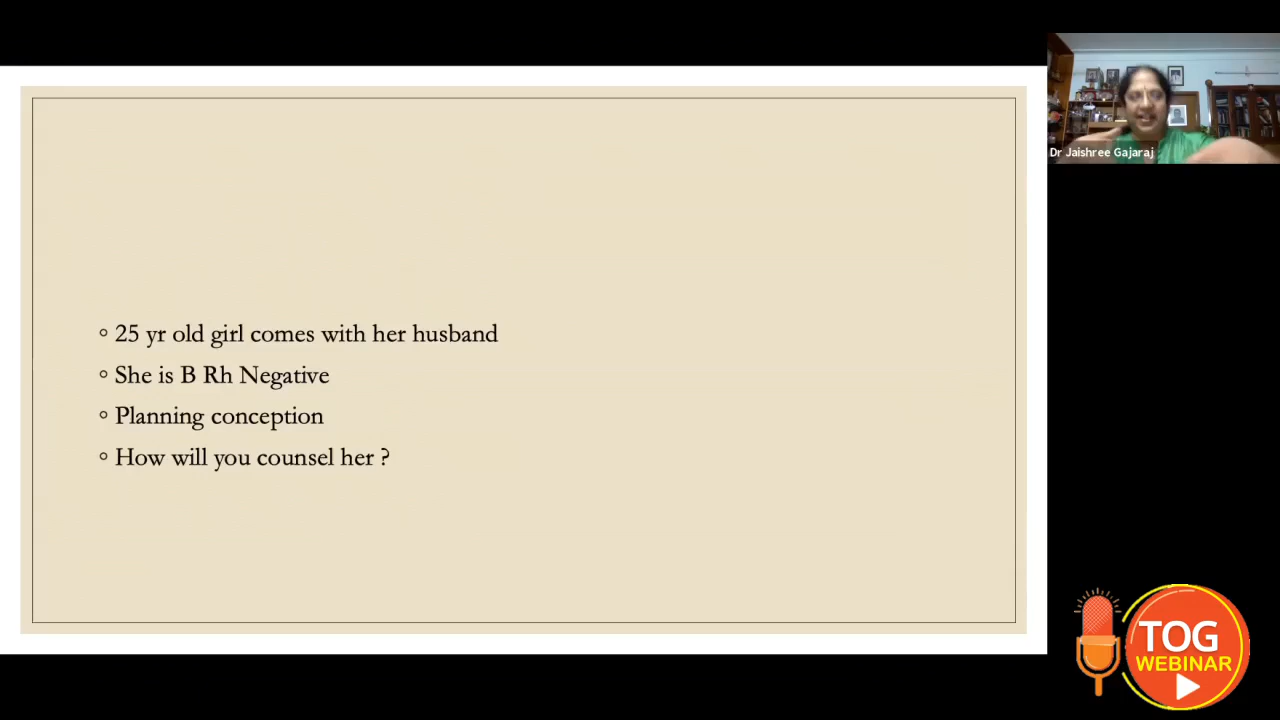 Dr Jaishree Gajaraj
◦ 25 yr old girl comes with her husband
◦ She is B Rh Negative
◦ Planning conception
◦ How will you counsel her ?
TOG
WEBINAR